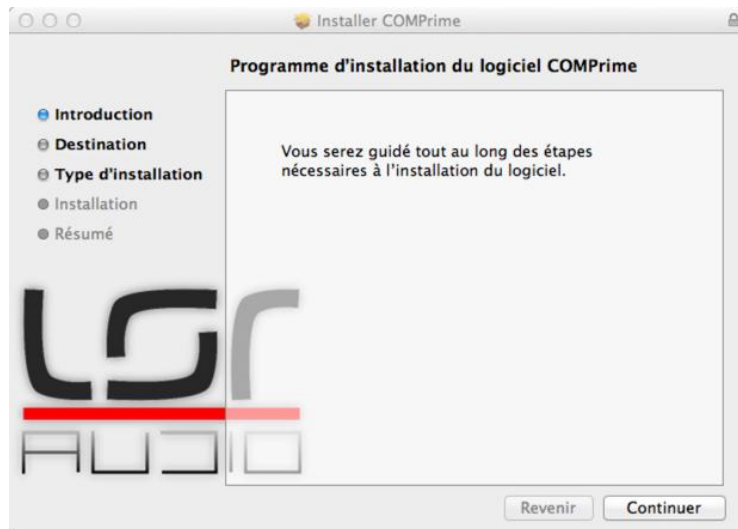 Installer COMPrime
Programme d'installation du logiciel COMPrime
Introduction
Destination
Type d'installation
Installation
Résumé
Vous serez guidé tout au long des étapes
nécessaires à l'installation du logiciel.
lsr
AUDIO
Revenir
Continuer